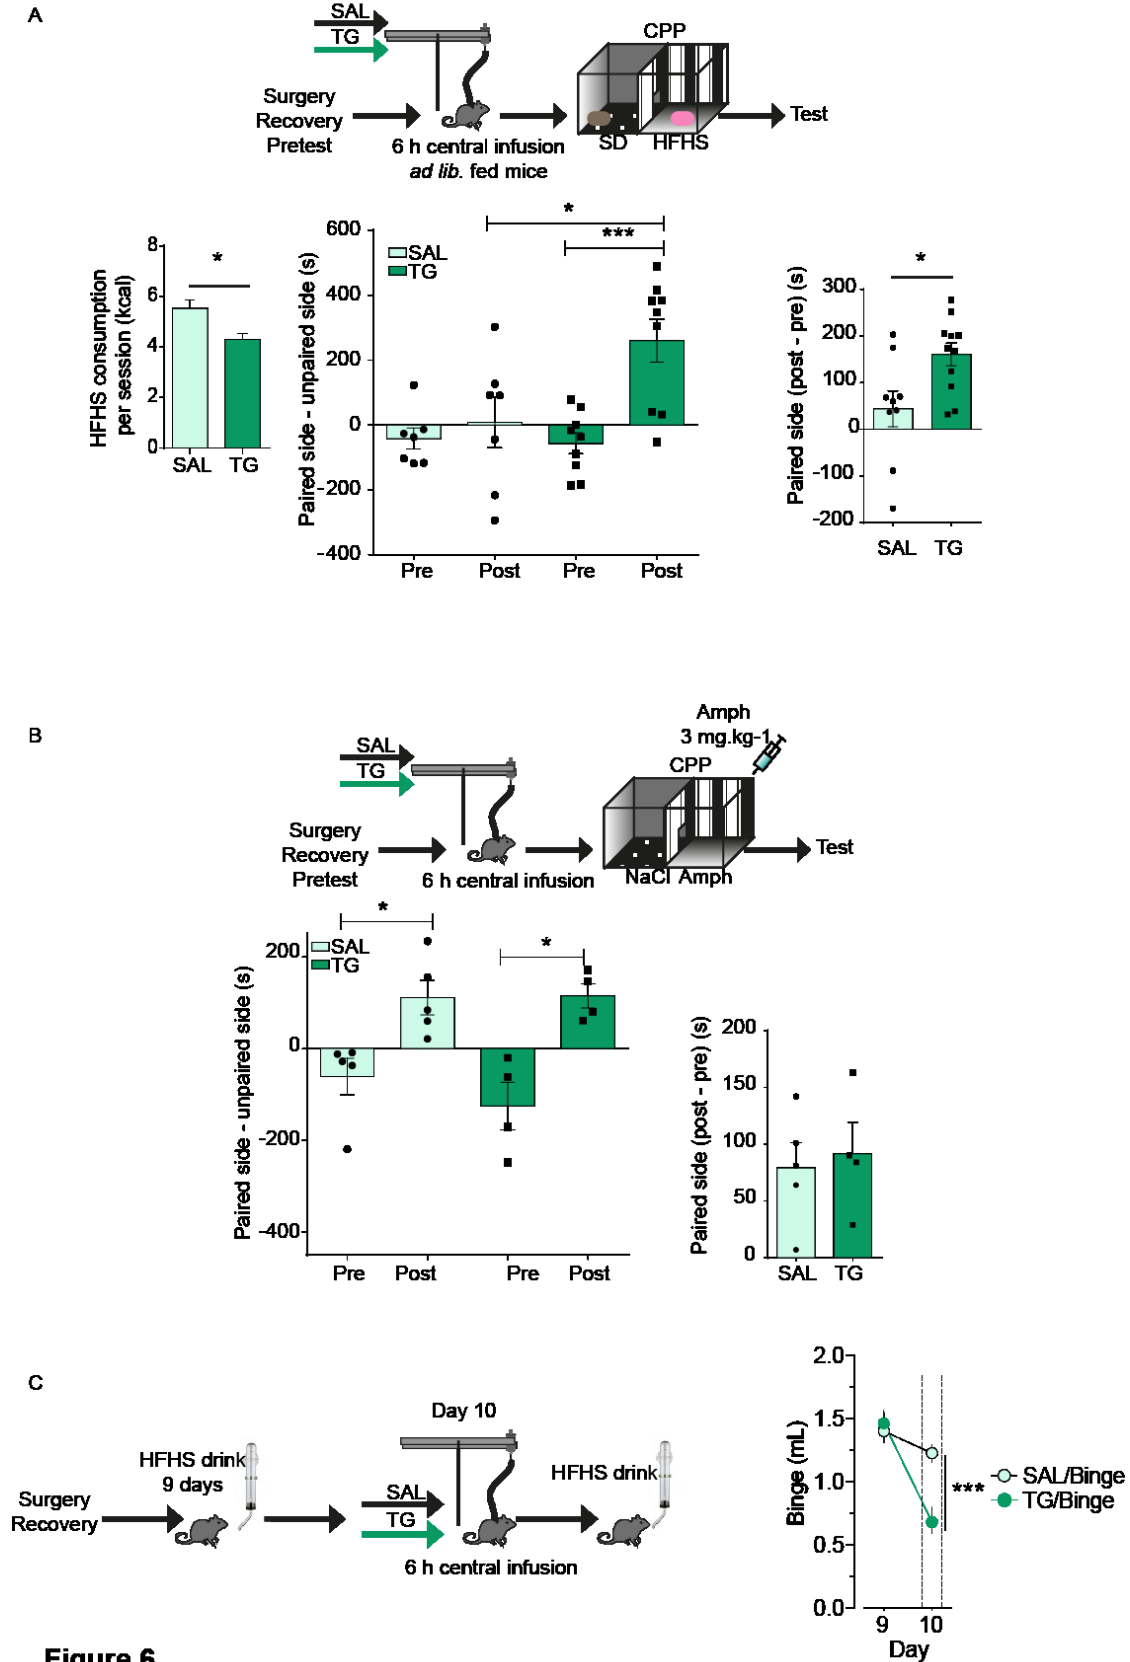 A
SAL
TG
CPP
Surgery
Recovery
Pretest
Test
SD
HFHS
6 h central infusion
ad lib. fed mice
8
6
4
2
0
HFHS consumption
per session (kcal)
*
SAL
TG
600
400
200
0
-200
-400
Paired side - unpaired side (s)
SAL
TG
*
***
Pre
Post
Pre
Post
300
200
100
0
-100
-200
Paired side (post - pre) (s)
*
SAL
TG
B
Amph
3 mg.kg-1
SAL
TG
CPP
Surgery
Recovery
Pretest
Test
NaCl
Amph
6 h central infusion
200
0
-200
-400
Paired side - unpaired side (s)
SAL
TG
*
*
Pre
Post
Pre
Post
200
150
100
50
0
Paired side (post - pre) (s)
SAL
TG
C
Day 10
HFHS drink
9 days
HFHS drink
Surgery
Recovery
SAL
TG
6 h central infusion
2.0
1.5
1.0
0.5
0.0
Binge (mL)
***
SAL/Binge
TG/Binge
9
10
Day
Figure 6